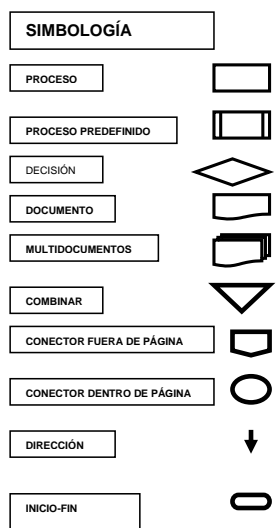 SIMBOLOGÍA
PROCESO
PROCESO PREDEFINIDO
DECISIÓN
DOCUMENTO
MULTIDOCUMENTOS
COMBINAR
CONECTOR FUERA DE PÁGINA
CONECTOR DENTRO DE PÁGINA
DIRECCIÓN
INICIO-FIN